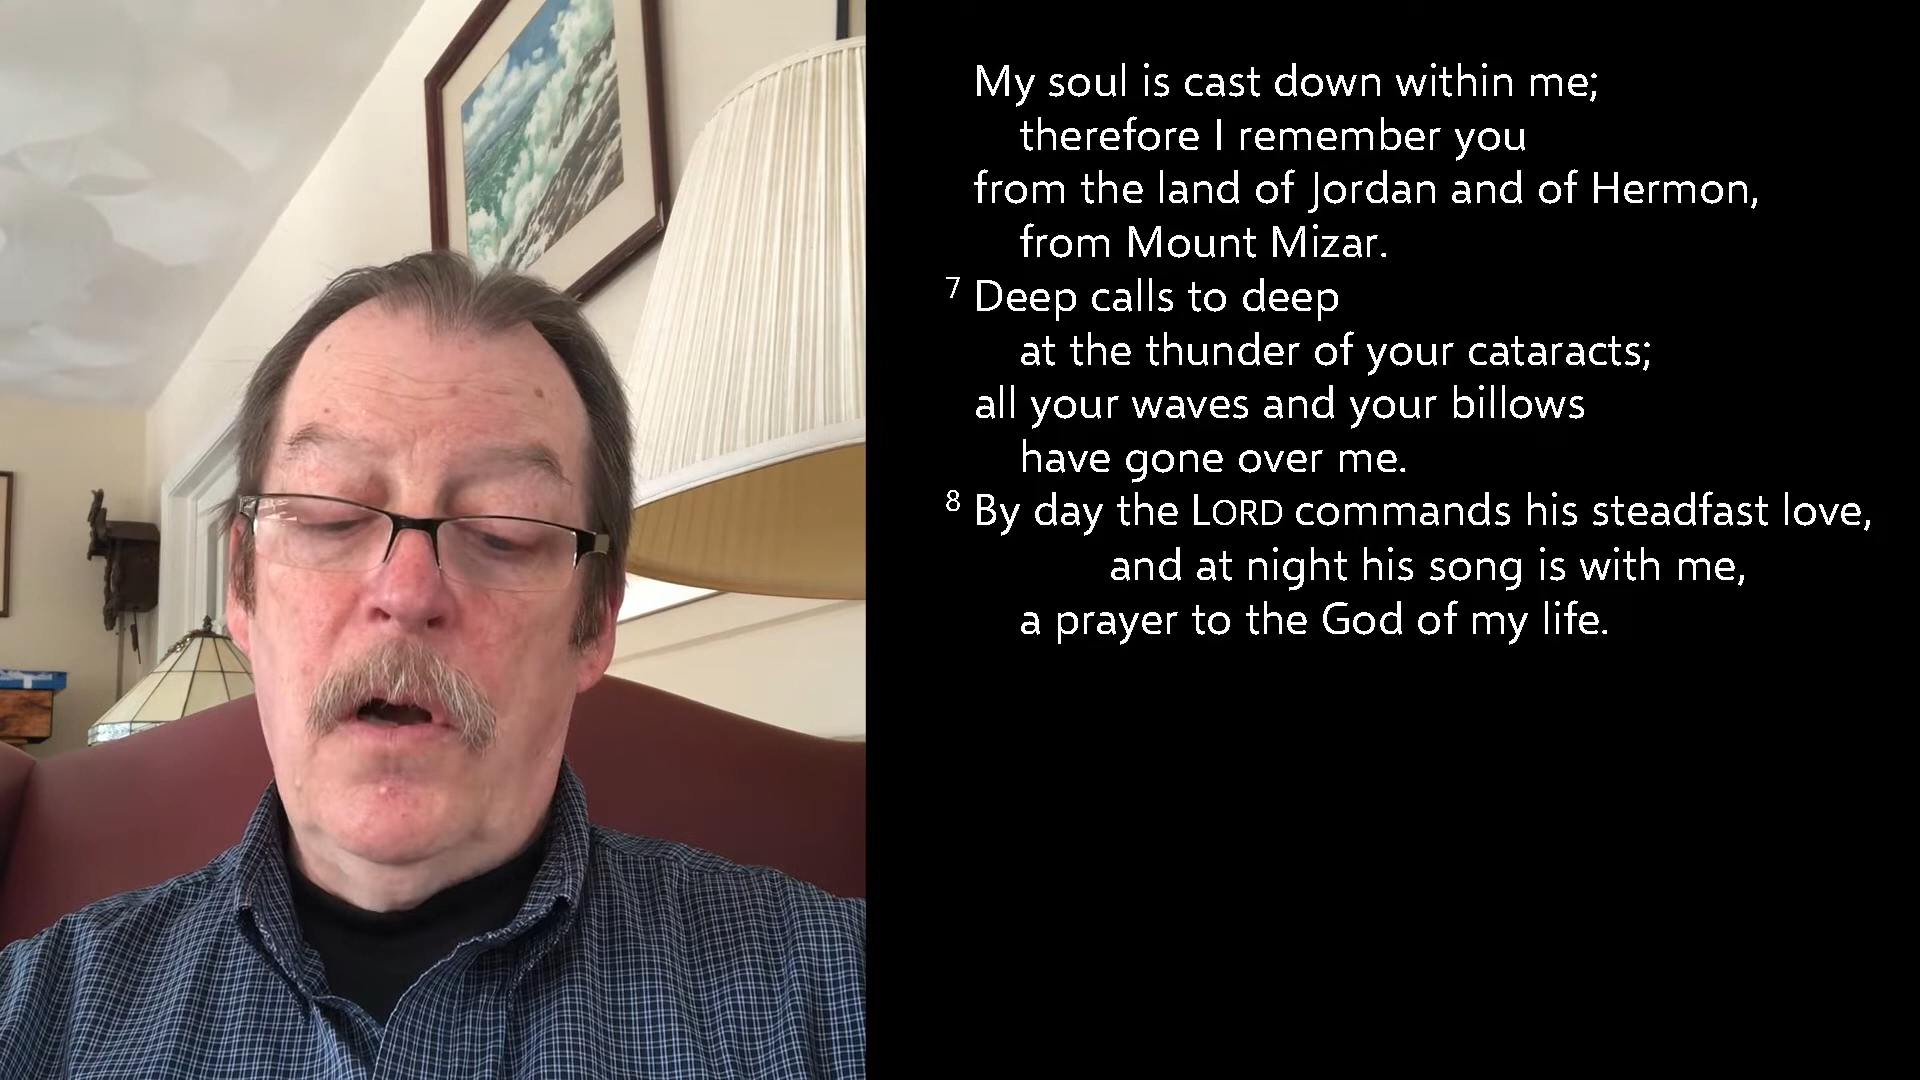 My soul is cast down within me;
therefore I remember you
from the land of Jordan and of Hermon,
from Mount Mizar.
7 Deep calls to deep
at the thunder of your cataracts;
all your waves and your billows
have gone over me.
8 By day the LORD commands his steadfast love,
and at night his song is with me,
a prayer to the God of my life.